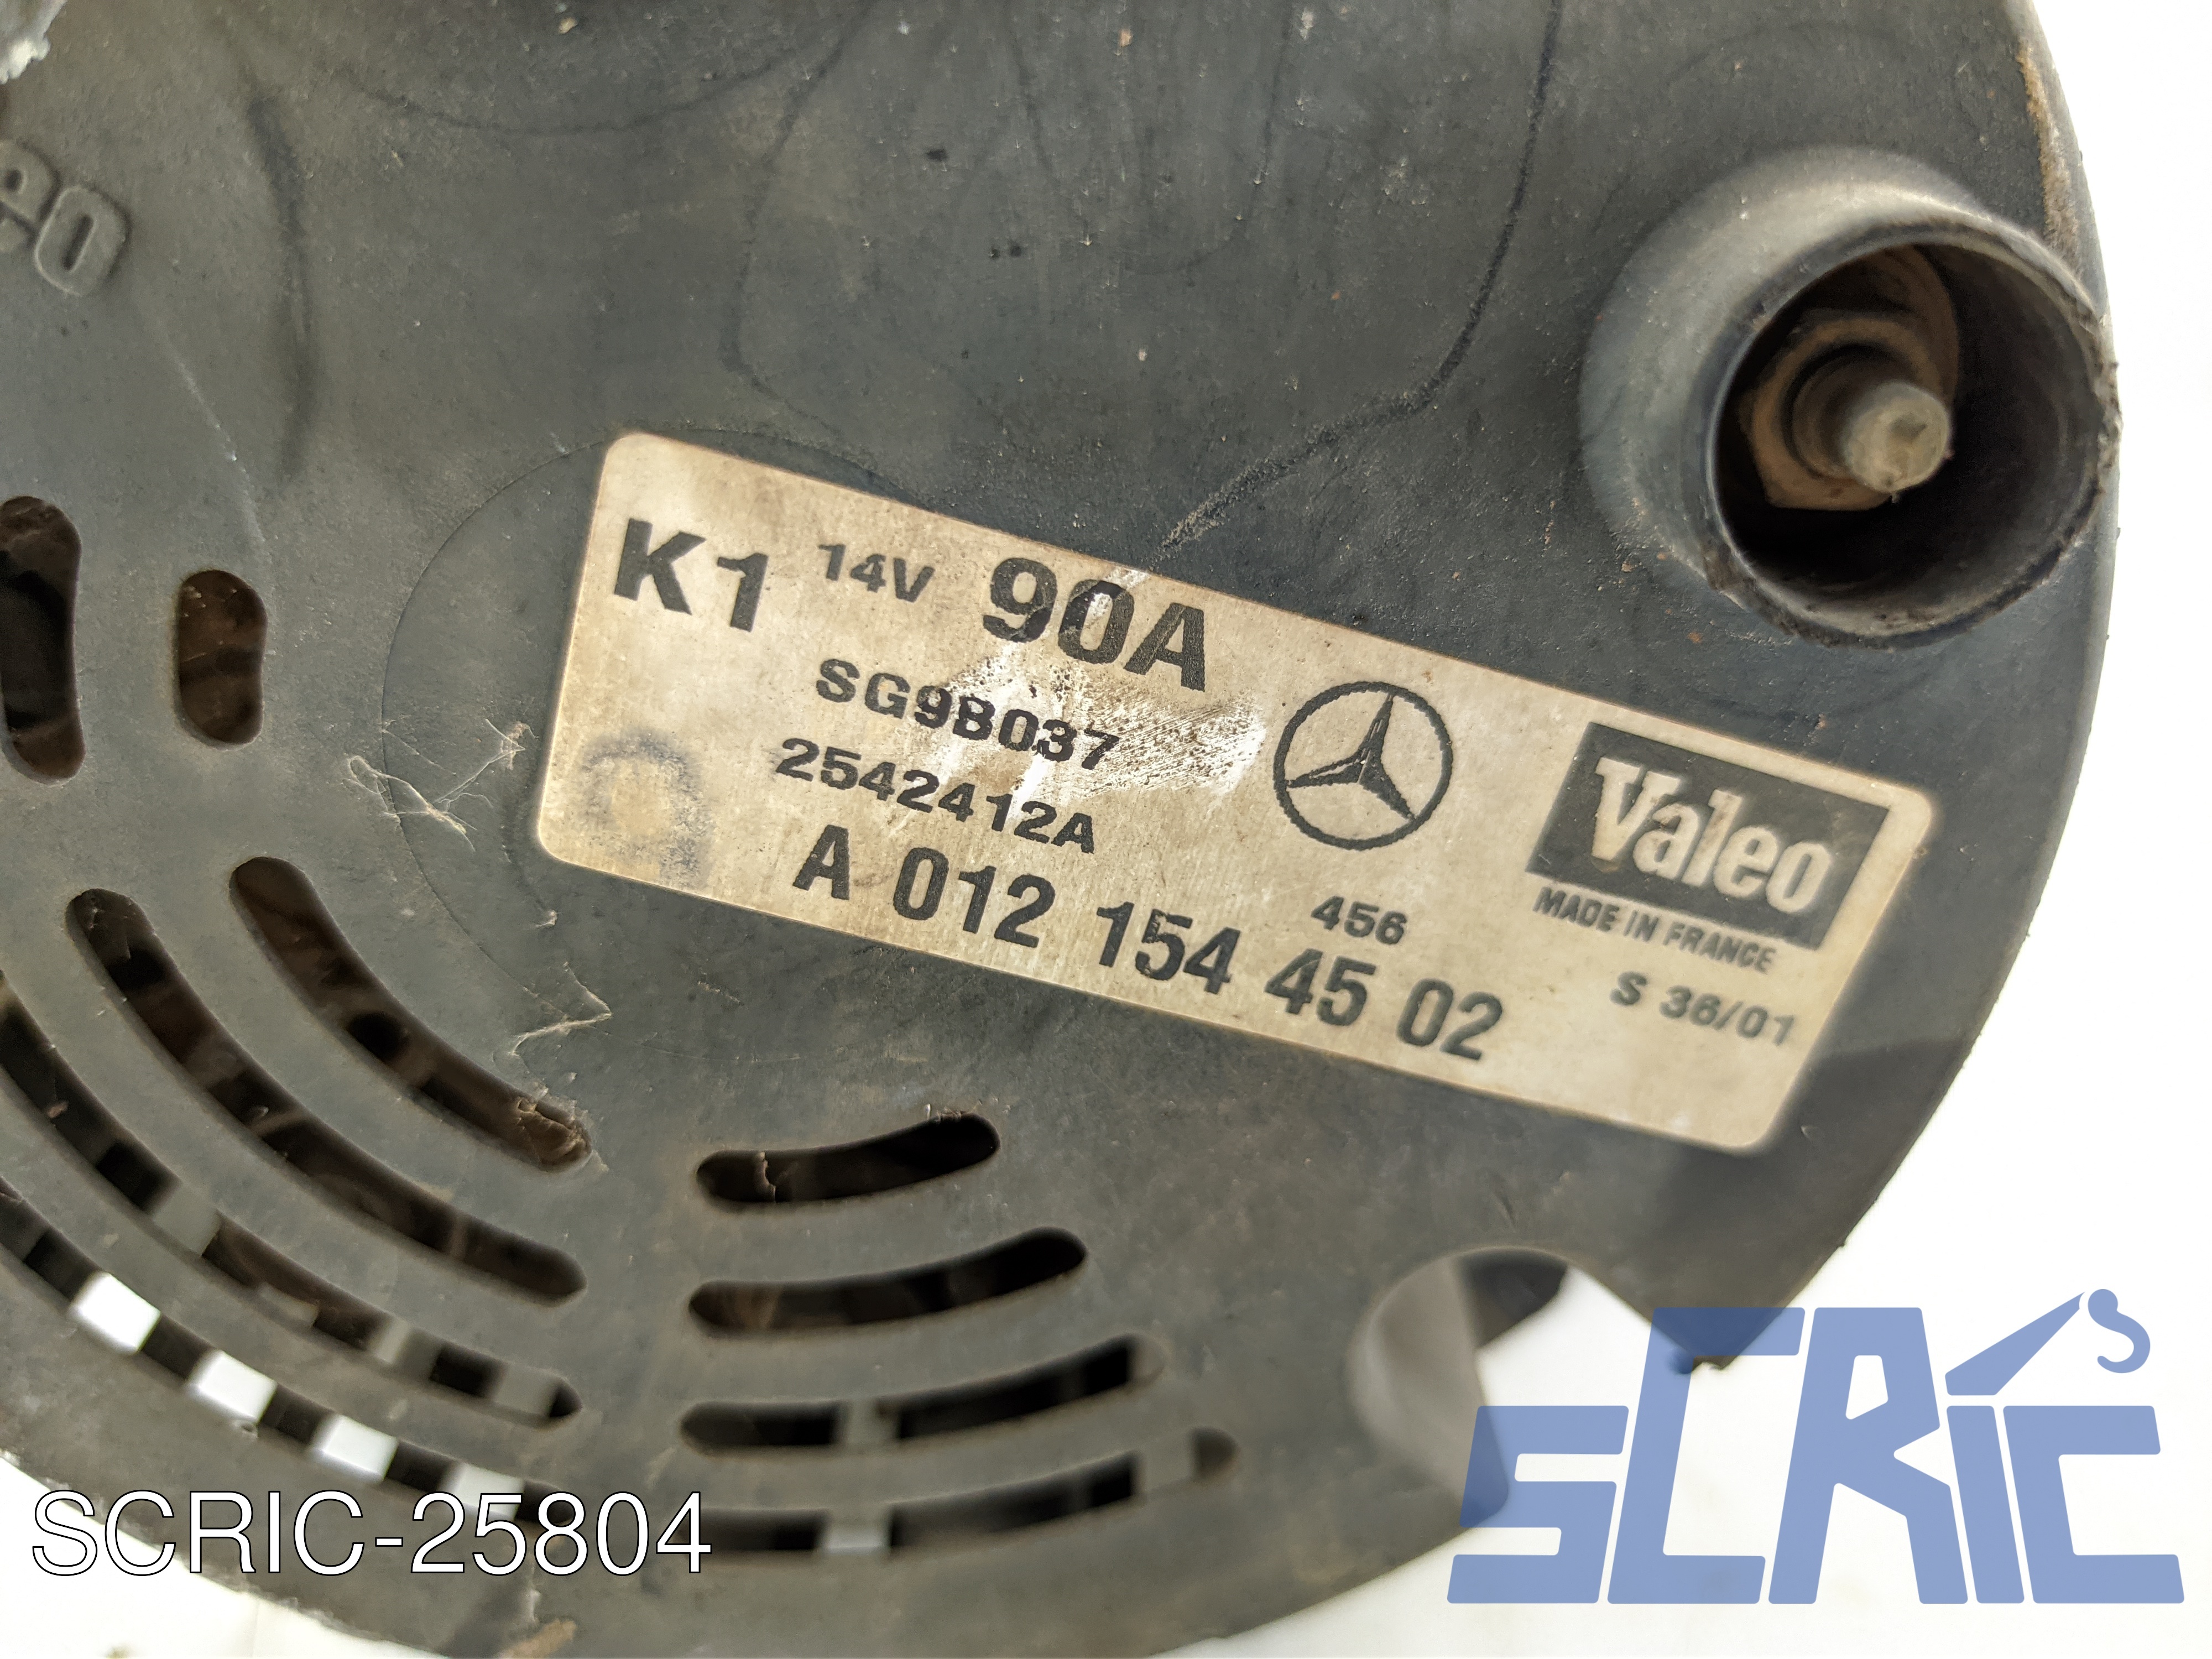 K1 14V 90A
SG9B037
2542412A
A 012 154 45 02
456
Valeo
MADE IN FRANCE
S 36/01
SCRIC-25804
SCRIC